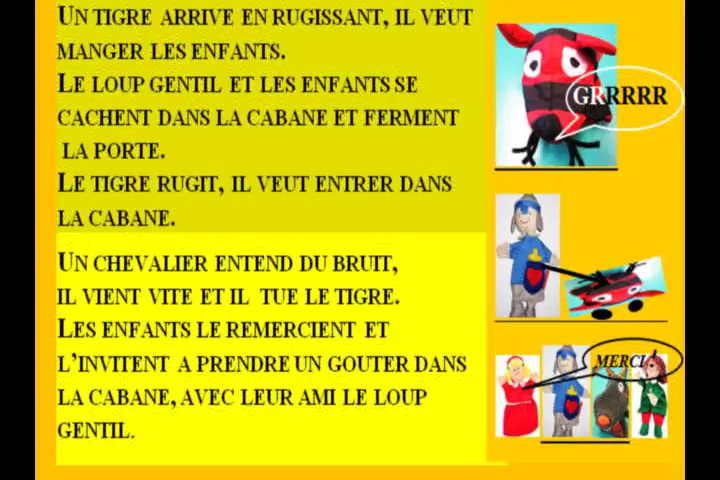 UN TIGRE ARRIVE EN RUGISSANT, IL VEUT
MANGER LES ENFANTS.
LE LOUP GENTIL ET LES ENFANTS SE
CACHENT DANS LA CABANE ET FERMENT
LA PORTE.
LE TIGRE RUGIT, IL VEUT ENTRER DANS
LA CABANE.
GRRRRR
UN CHEVALIER ENTEND DU BRUIT,
IL VIENT VITE ET IL TUE LE TIGRE.
LES ENFANTS LE REMERCIENT ET
L'INVITENT A PRENDRE UN GOUTER DANS
LA CABANE, AVEC LEUR AMI LE LOUP
GENTIL.
MERCI !